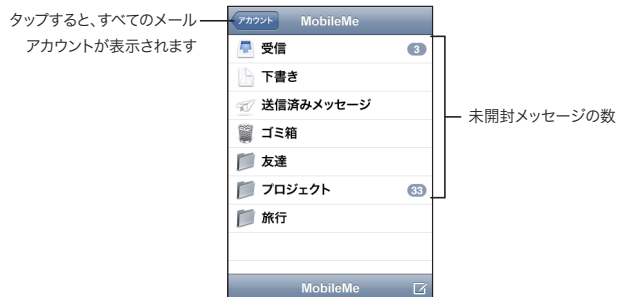 タップすると、すべてのメール
アカウントが表示されます
アカウント
MobileMe
受信
3
下書き
送信済みメッセージ
ゴミ箱
友達
プロジェクト
33
旅行
MobileMe
未開封メッセージの数